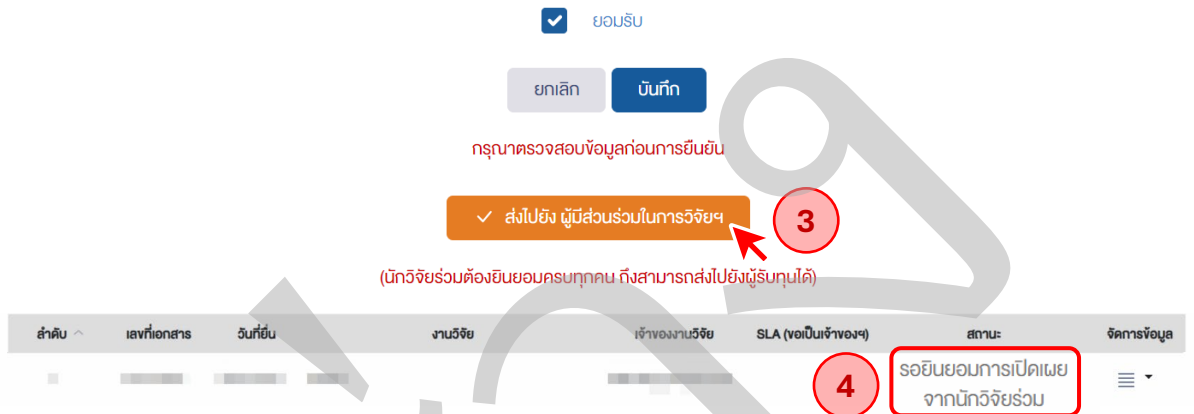 ยอมรับ
ยกเลิก บันทึก
กรุณาตรวจสอบข้อมูลก่อนการยืนยัน
ส่งไปยัง ผู้มีส่วนร่วมในการวิจัยฯ 3
(นักวิจัยร่วมต้องยินยอมครบทุกคน ถึงสามารถส่งไปยังผู้รับทุนได้)
ลำดับ เลขที่เอกสาร วันที่ยื่น งานวิจัย เจ้าของงานวิจัย SLA (ขอเป็นเจ้าของฯ) สถานะ จัดการข้อมูล
4 รอยินยอมการเปิดเผย
จากนักวิจัยร่วม